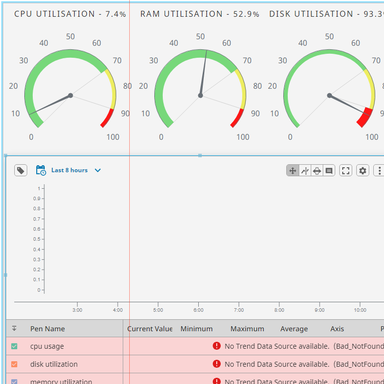 CPU UTILISATION - 7.4% RAM UTILISATION - 52.9% DISK UTILISATION - 93.3
50 50 50
40 60 40 60 40 60
30 70 30 70 30 70
20 80 20 80 20 80
10 90 10 90 10 90
0 100 0 100 0 100
Last 8 hours
1
0.9
0.8
0.7
0.6
0.5
0.4
0.3
0.2
0.1
0
3:00 4:00 5:00 6:00 7:00 8:00 9:00 10:00
Pen Name Current Value Minimum Maximum Average Axis P
cpu usage No Trend Data Source available. (Bad_NotFound
disk utilization No Trend Data Source available. (Bad_NotFound
memory utilization No Trend Data Source available. (Bad_NotFound